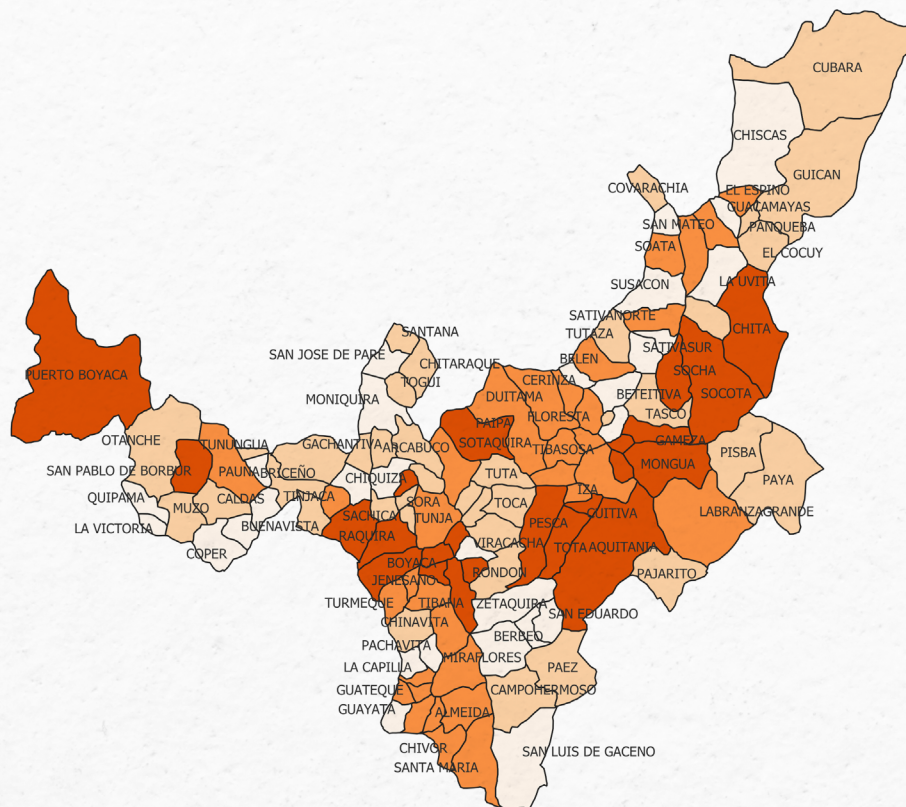 CUBARA
CHISCAS
GUICAN
COVARACHIA
EL ESPINO
GUACAMAYAS
SAN MATEO
PANQUEBA
SOATA
EL COCUY
SUSACON
LA UVITA
SATIVANORTE
TUTAZA
CHITA
SANTANA
SAN JOSE DE PARE
CHITARAQUE
SATIVASUR
BELEN
SOCHA
PUERTO BOYACA
TOGUI
CERINZA
MONIQUIRA
DUITAMA
BETEITIVA
SOCOTA
FLORESTA
TASCO
PAIPA
OTANCHE
TUNUNGUA
GACHANTIVA
ARCABUCO
SOTAQUIRA
TIBASOSA
GAMEZA
PISBA
SAN PABLO DE BORBUR
PAUNA
BRICEÑO
CHIQUIZA
TUTA
MONGUA
PAYA
QUIPAMA
CALDAS
TINJACA
SORA
TOCA
IZA
MUZO
LA VICTORIA
BUENAVISTA
SACHICA
TUNJA
PESCA
CUITIVA
LABRANZAGRANDE
COPER
RAQUIRA
VIRACACHA
TOTA
AQUITANIA
BOYACA
JENESANO
RONDON
PAJARITO
TURMEQUE
TIBANA
ZETAQUIRA
SAN EDUARDO
CHINAVITA
BERBEO
PACHAVITA
LA CAPILLA
MIRAFLORES
PAEZ
GUATEQUE
CAMPOHERMOSO
GUAYATA
ALMEIDA
CHIVOR
SAN LUIS DE GACENO
SANTA MARIA